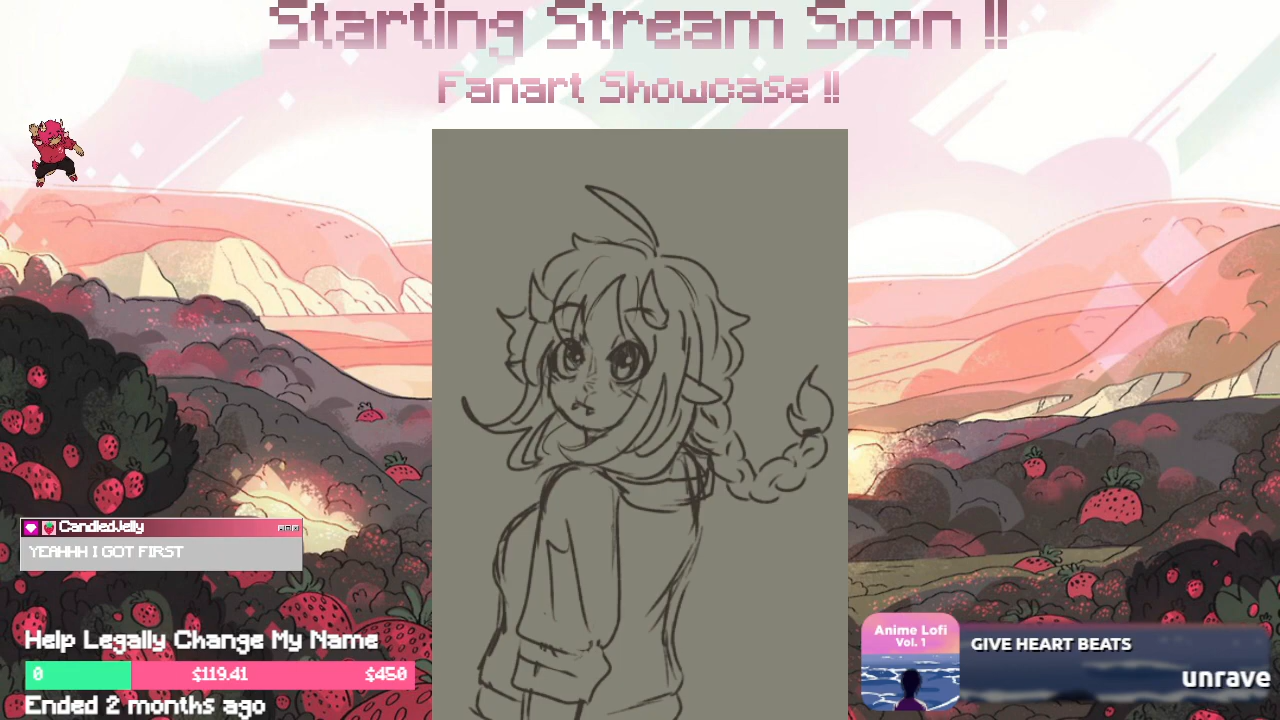 Starting Stream Soon !!
Fanart Showcase !!
CandledJelly
YEAHHH I GOT FIRST
Help Legally Change My Name
0 $119.41 $450
Ended 2 months ago
Anime Lofi
Vol. 1
GIVE HEART BEATS
unrave